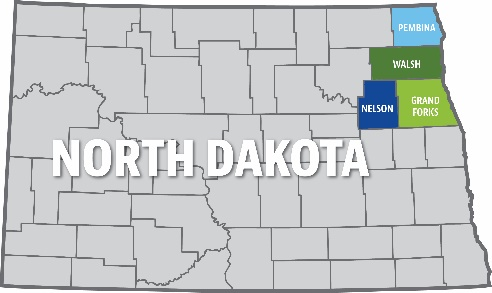 PEMBINA
WALSH
NELSON
GRAND
FORKS
NORTH DAKOTA